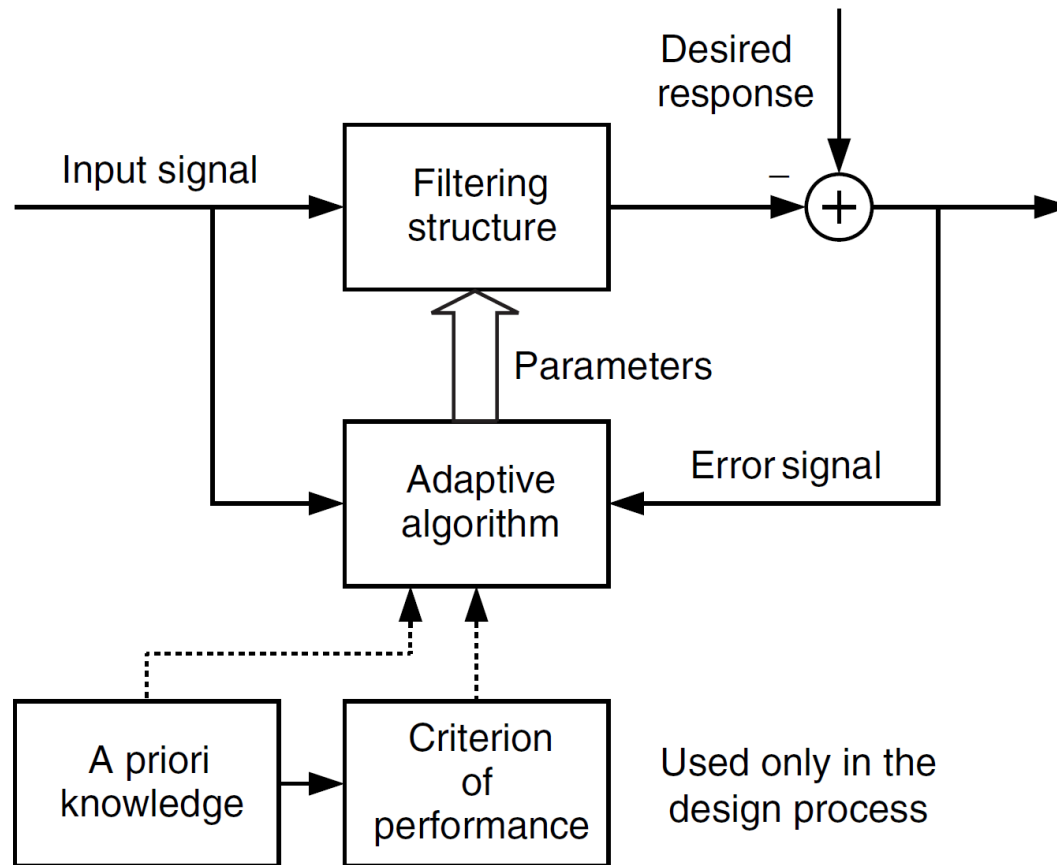 Desired
response
Input signal
Filtering
structure
–
+
Parameters
Adaptive
algorithm
Error signal
A priori
knowledge
Criterion
of
performance
Used only in the
design process